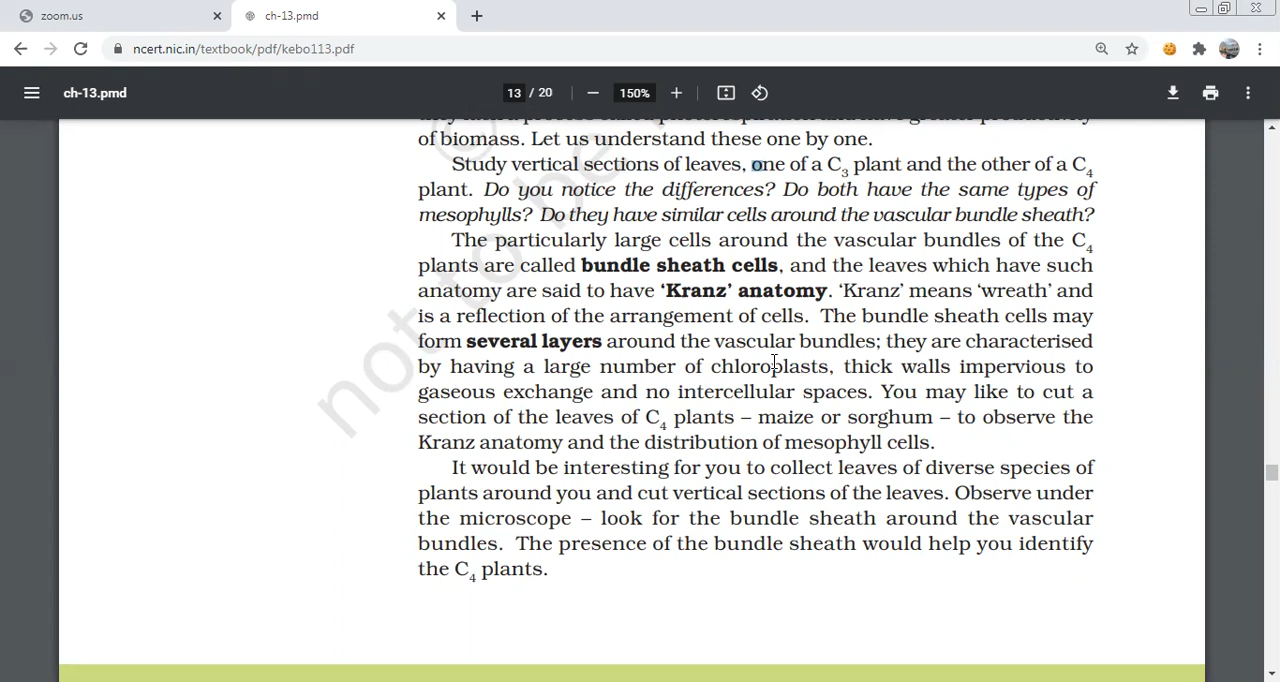 zoom.us
ch-13.pmd
ncert.nic.in/textbook/pdf/kebo113.pdf
ch-13.pmd
13 / 20
150%
of biomass. Let us understand these one by one.
Study vertical sections of leaves, one of a C3 plant and the other of a C4
plant. Do you notice the differences? Do both have the same types of
mesophylls? Do they have similar cells around the vascular bundle sheath?
The particularly large cells around the vascular bundles of the C4
plants are called bundle sheath cells, and the leaves which have such
anatomy are said to have ‘Kranz’ anatomy. ‘Kranz’ means ‘wreath’ and
is a reflection of the arrangement of cells. The bundle sheath cells may
form several layers around the vascular bundles; they are characterised
by having a large number of chloroplasts, thick walls impervious to
gaseous exchange and no intercellular spaces. You may like to cut a
section of the leaves of C4 plants – maize or sorghum – to observe the
Kranz anatomy and the distribution of mesophyll cells.
It would be interesting for you to collect leaves of diverse species of
plants around you and cut vertical sections of the leaves. Observe under
the microscope – look for the bundle sheath around the vascular
bundles. The presence of the bundle sheath would help you identify
the C4 plants.
©
not to be